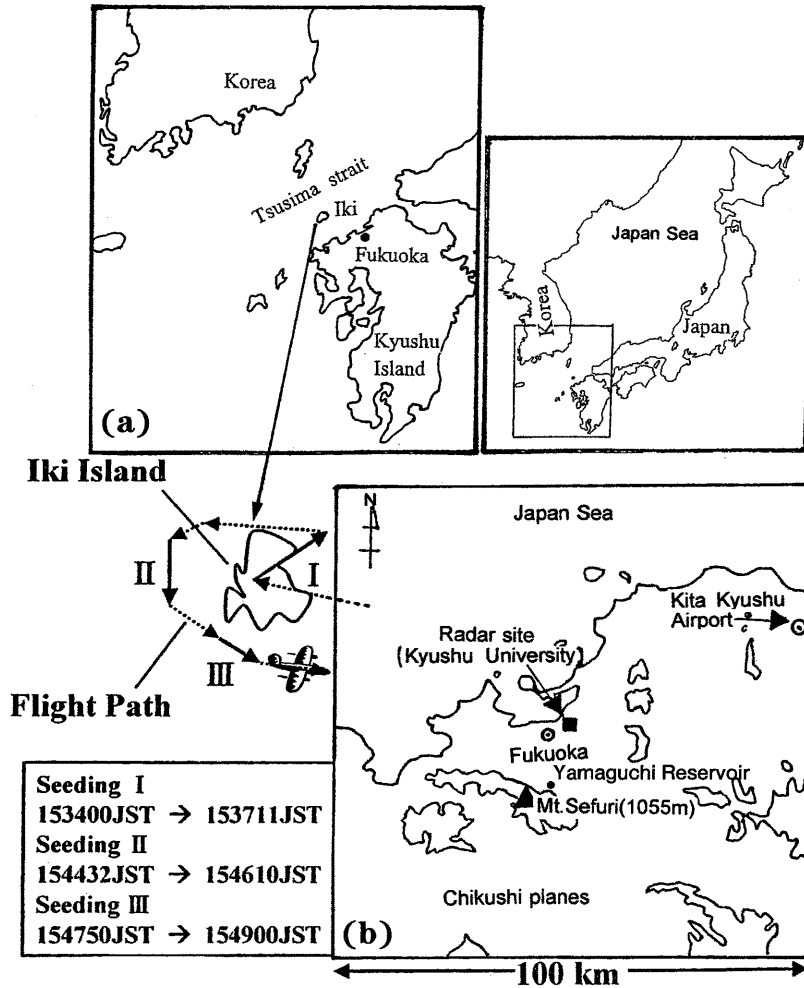 Korea
Tsusima strait
Iki
Fukuoka
Kyushu
Island
(a)
Japan Sea
Korea
Japan
Iki Island
I
II
III
Flight Path
N
Japan Sea
Kita Kyushu
Airport
Radar site
(Kyushu University)
Fukuoka
Yamaguchi Reservoir
Mt.Sefuri(1055m)
Chikushi planes
(b)
100 km
Seeding I
153400JST → 153711JST
Seeding II
154432JST → 154610JST
Seeding III
154750JST → 154900JST